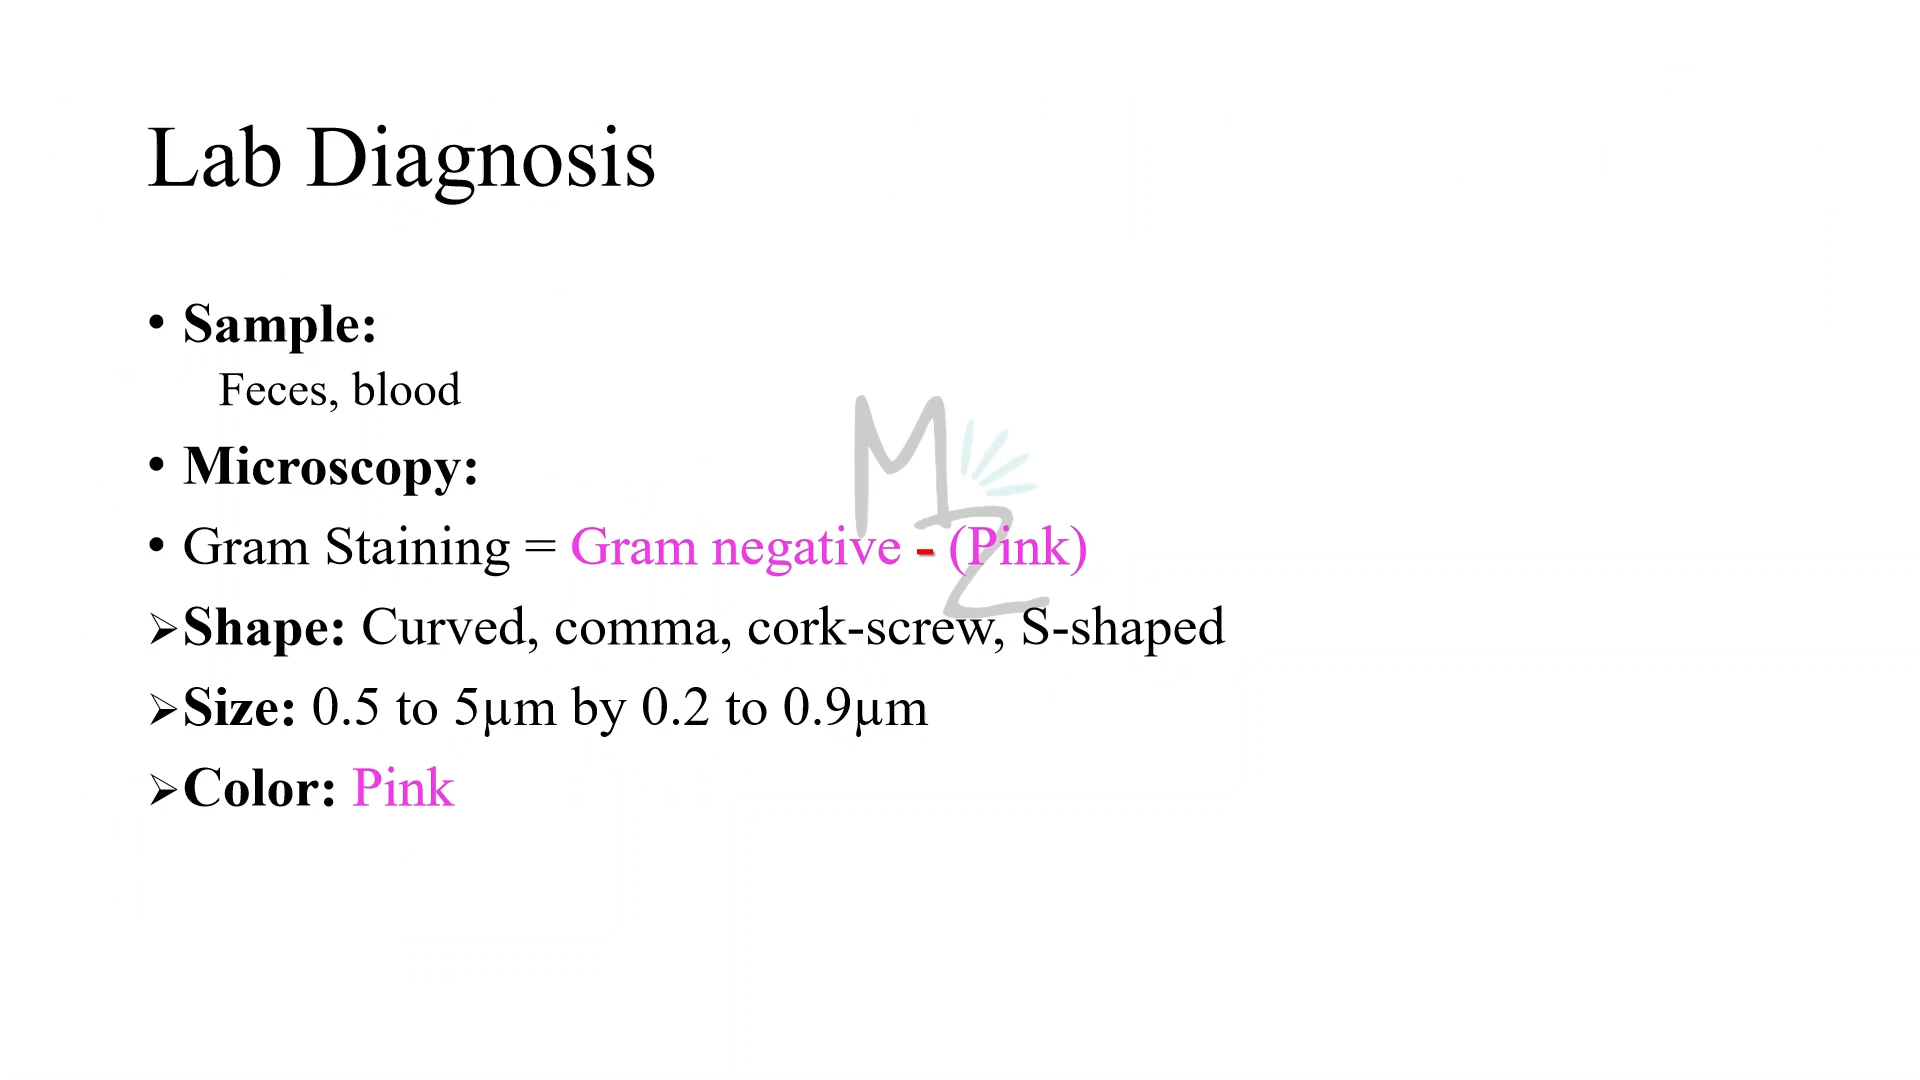 Lab Diagnosis
• Sample:
Feces, blood
• Microscopy:
• Gram Staining = Gram negative - (Pink)
➢Shape: Curved, comma, cork-screw, S-shaped
➢Size: 0.5 to 5µm by 0.2 to 0.9µm
➢Color: Pink
MZ